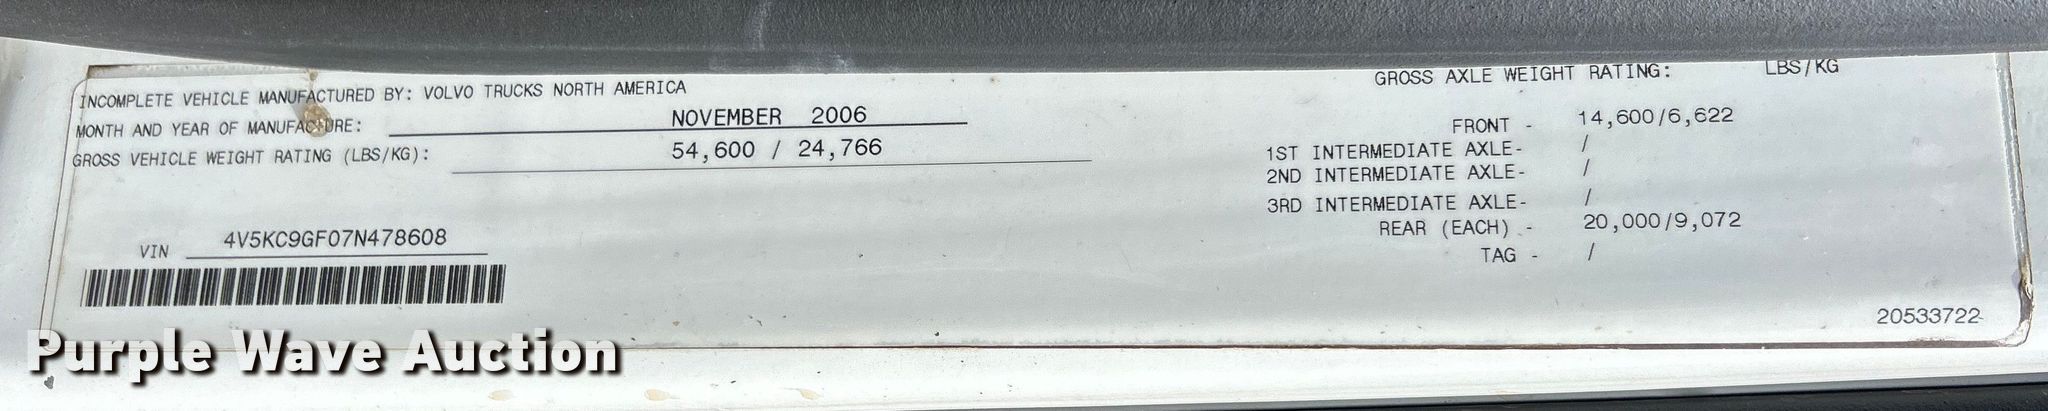 INCOMPLETE VEHICLE MANUFACTURED BY: VOLVO TRUCKS NORTH AMERICA
MONTH AND YEAR OF MANUFACTURE: NOVEMBER 2006
GROSS VEHICLE WEIGHT RATING (LBS/KG): 54,600 / 24,766
VIN 4V5KC9GF07N478608
GROSS AXLE WEIGHT RATING: LBS/KG
FRONT - 14,600/6,622
1ST INTERMEDIATE AXLE- /
2ND INTERMEDIATE AXLE- /
3RD INTERMEDIATE AXLE- /
REAR (EACH) - 20,000/9,072
TAG - /
20533722
Purple Wave Auction